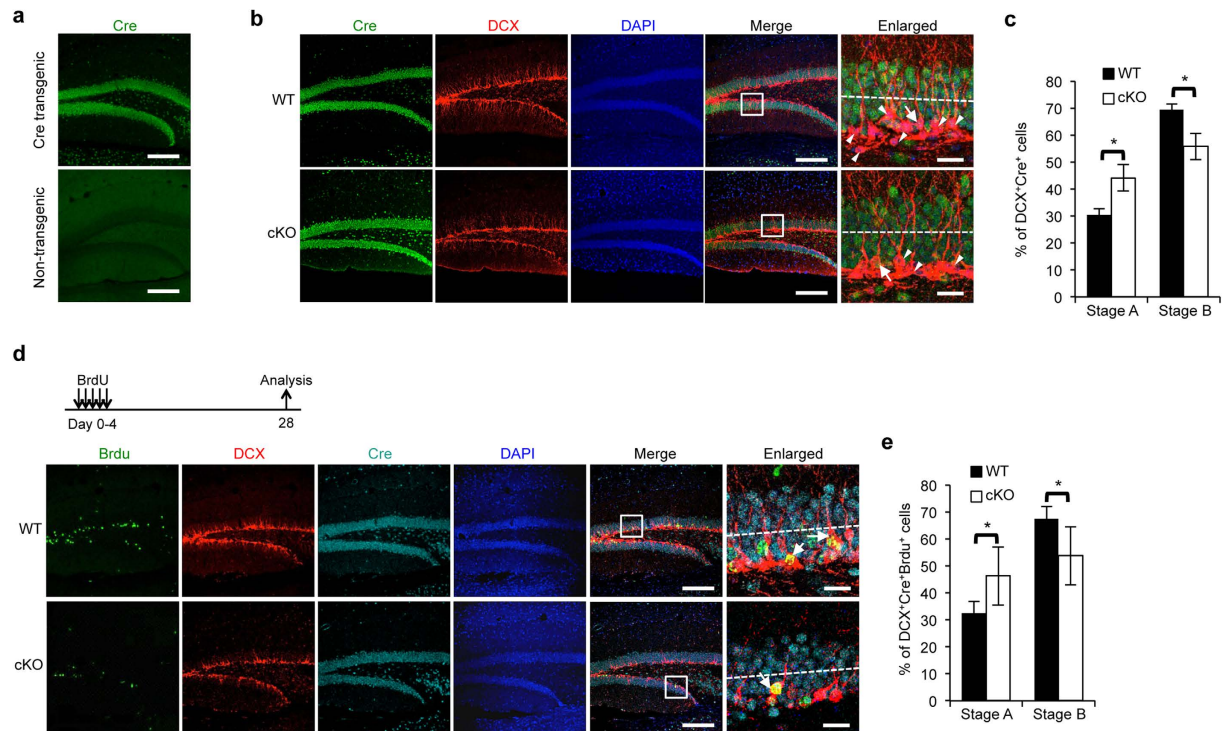 a
Cre
Cre transgenic
Non-transgenic
b
Cre DCX DAPI Merge Enlarged
WT
cKO
c
WT
cKO
% of DCX⁺Cre⁺ cells
80
70
60
50
40
30
20
10
0
*
*
Stage A Stage B
d
BrdU Analysis
Day 0-4 28
Brdu DCX Cre DAPI Merge Enlarged
WT
cKO
e
WT
cKO
% of DCX⁺Cre⁺Brdu⁺ cells
80
70
60
50
40
30
20
10
0
*
*
Stage A Stage B